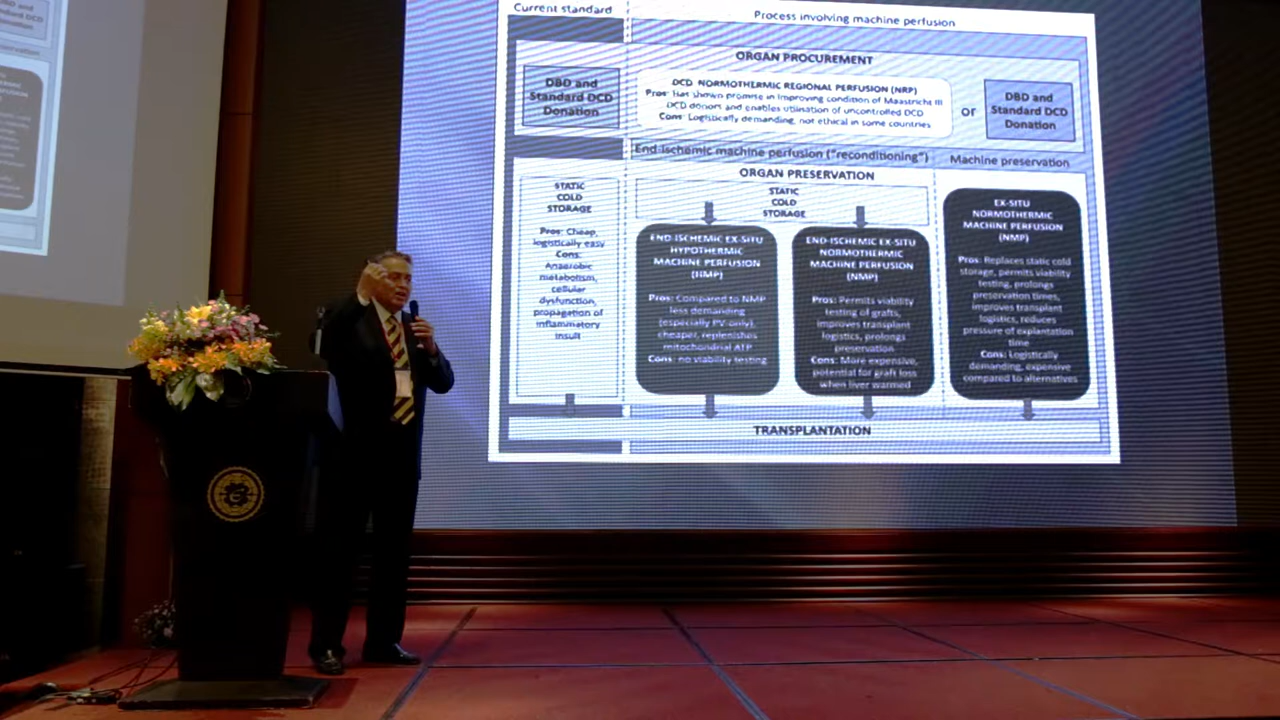 Current standard
Process involving machine perfusion
ORGAN PROCUREMENT
DBD and
Standard DCD
Donation
DCD NORMOTHERMIC REGIONAL PERFUSION (NRP)
Pros: Has shown promise in improving condition of Maastricht III
DCD donors and enables utilisation of uncontrolled DCD
Cons: Logistically demanding, not ethical in some countries
or
DBD and
Standard DCD
Donation
End-ischemic machine perfusion ("reconditioning")
Machine preservation
ORGAN PRESERVATION
STATIC
COLD
STORAGE
Pros: Cheap,
logistically easy
Cons:
Anaerobic
metabolism,
cellular
dysfunction,
propagation of
inflammatory
insult
STATIC
COLD
STORAGE
END-ISCHEMIC EX-SITU
HYPOTHERMIC
MACHINE PERFUSION
(HMP)
Pros: Compared to NMP
less demanding
(especially PV-only),
cheaper, replenishes
mitochondrial ATP
Cons: no viability testing
END-ISCHEMIC EX-SITU
NORMOTHERMIC
MACHINE PERFUSION
(NMP)
Pros: Permits viability
testing of grafts,
improves transplant
logistics, prolongs
preservation
Cons: More expensive,
potential for graft loss
when liver warmed
EX-SITU
NORMOTHERMIC
MACHINE PERFUSION
(NMP)
Pros: Replaces static cold
storage, permits viability
testing, prolongs
preservation times,
improves transplant
logistics, reduces
pressure of explantation
time
Cons: Logistically
demanding, expensive
compared to alternatives
TRANSPLANTATION